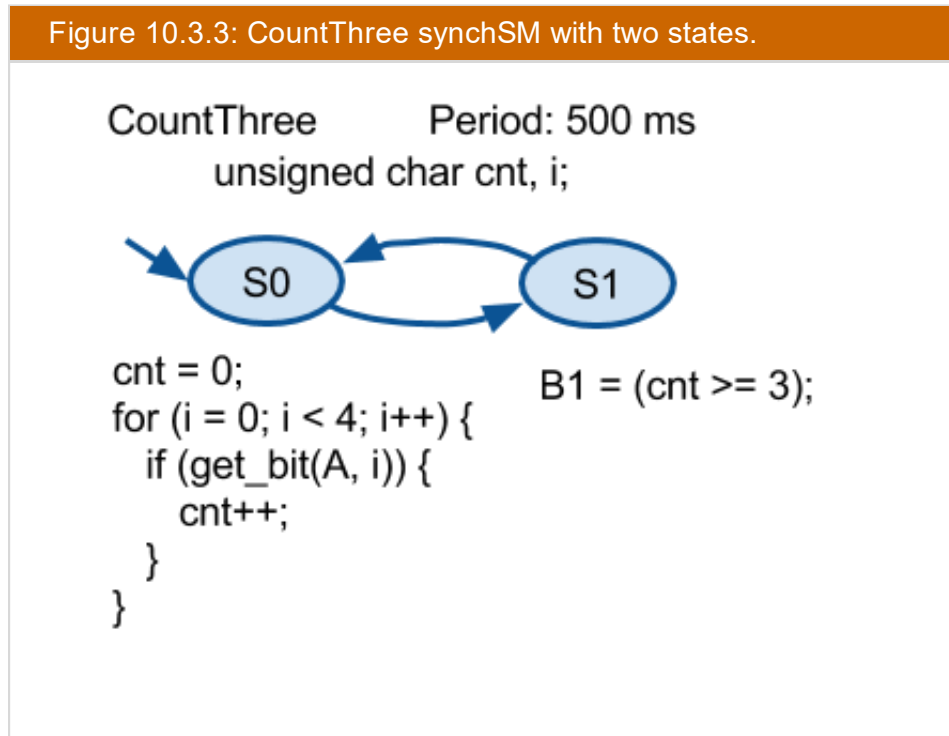 Figure 10.3.3: CountThree synchSM with two states.
CountThree Period: 500 ms
unsigned char cnt, i;
S0 S1
cnt = 0;
for (i = 0; i < 4; i++) {
if (get_bit(A, i)) {
cnt++;
}
}
B1 = (cnt >= 3);